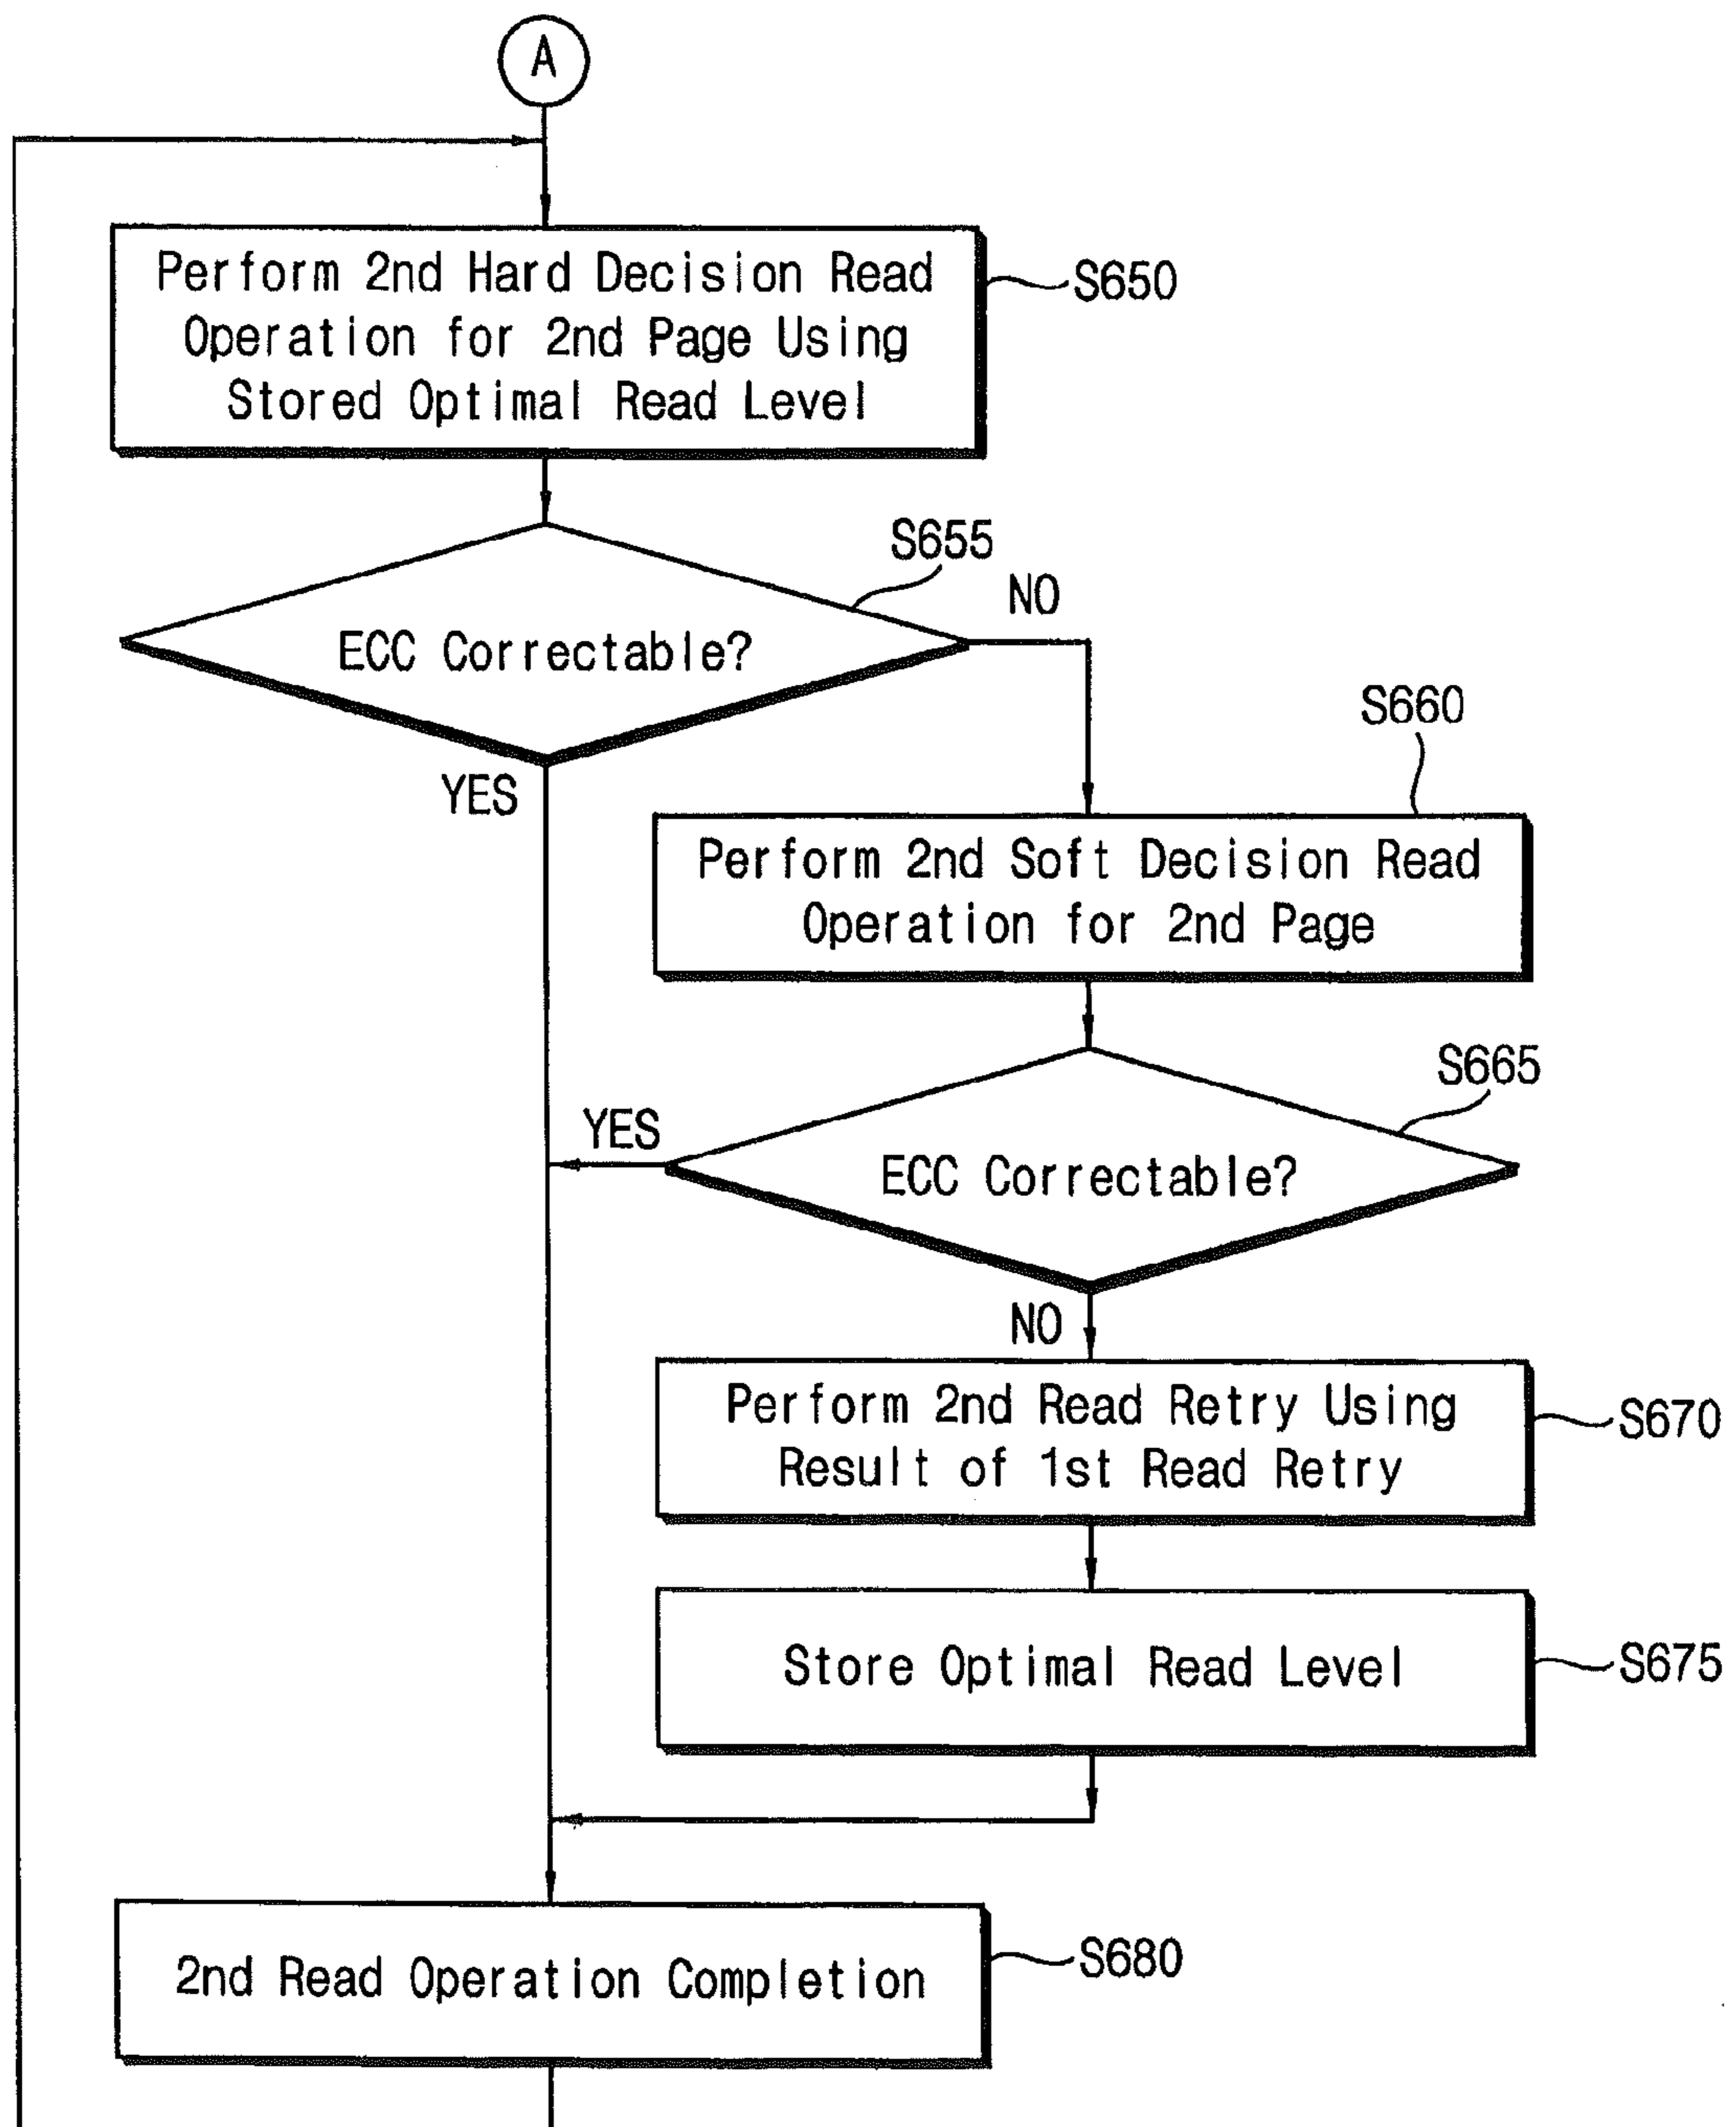 A
Perform 2nd Hard Decision Read
Operation for 2nd Page Using
Stored Optimal Read Level
S650
S655
ECC Correctable?
NO
YES
S660
Perform 2nd Soft Decision Read
Operation for 2nd Page
S665
YES
ECC Correctable?
NO
Perform 2nd Read Retry Using
Result of 1st Read Retry
S670
Store Optimal Read Level
S675
2nd Read Operation Completion
S680